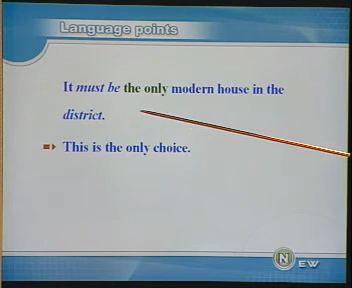 Language points
It must be the only modern house in the
district.
This is the only choice.
N EW